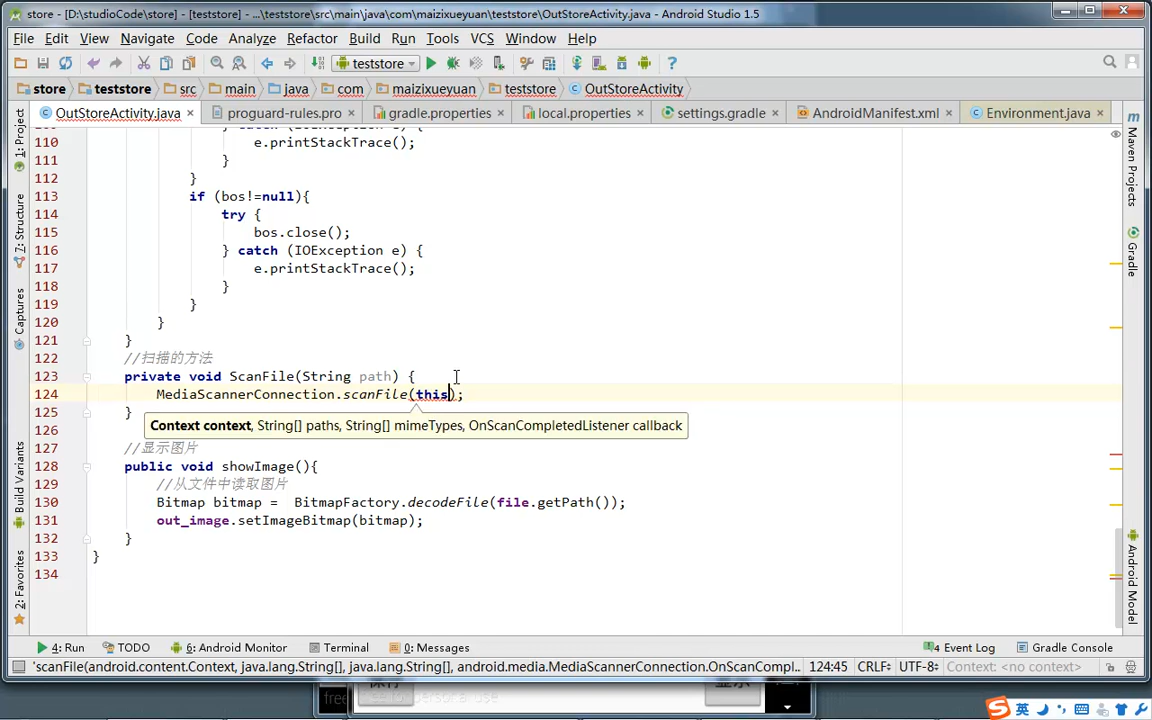 store - [D:\studioCode\store] - [teststore] - ...\teststore\src\main\java\com\maizixueyuan\teststore\OutStoreActivity.java - Android Studio 1.5
File Edit View Navigate Code Analyze Refactor Build Run Tools VCS Window Help
teststore
store teststore src main java com maizixueyuan teststore OutStoreActivity
OutStoreActivity.java proguard-rules.pro gradle.properties local.properties settings.gradle AndroidManifest.xml Environment.java
1: Project
7: Structure
Captures
Build Variants
2: Favorites
110 e.printStackTrace();
111 }
112 }
113 if (bos!=null){
114 try {
115 bos.close();
116 } catch (IOException e) {
117 e.printStackTrace();
118 }
119 }
120 }
121 }
122 //扫描的方法
123 private void ScanFile(String path) {
124 MediaScannerConnection.scanFile(this);
125 }
Context context, String[] paths, String[] mimeTypes, OnScanCompletedListener callback
126
127 //显示图片
128 public void showImage(){
129 //从文件中读取图片
130 Bitmap bitmap = BitmapFactory.decodeFile(file.getPath());
131 out_image.setImageBitmap(bitmap);
132 }
133 }
134
Maven Projects
Gradle
Android Model
4: Run TODO 6: Android Monitor Terminal 0: Messages 4 Event Log Gradle Console
'scanFile(android.content.Context, java.lang.String[], java.lang.String[], android.media.MediaScannerConnection.OnScanCompl... 124:45 CRLF UTF-8 Context: <no context>
free for personal use
英